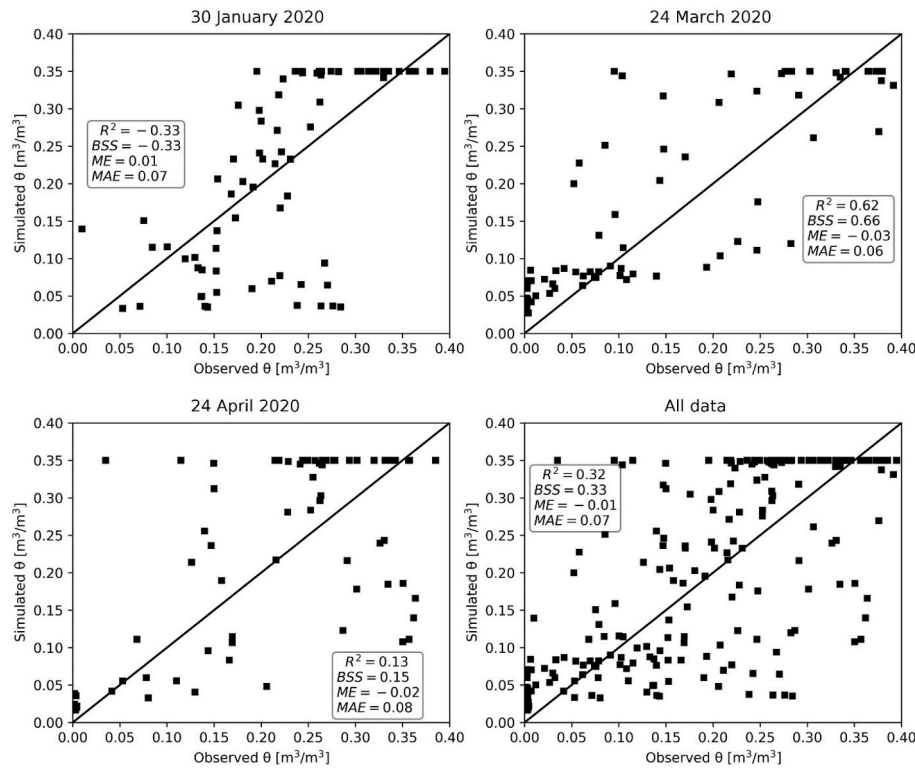 30 January 2020
0.40
0.35
0.30
0.25
0.20
0.15
0.10
0.05
0.00
Simulated θ [m³/m³]
R² = −0.33
BSS = −0.33
ME = 0.01
MAE = 0.07
0.00 0.05 0.10 0.15 0.20 0.25 0.30 0.35 0.40
Observed θ [m³/m³]
24 March 2020
0.40
0.35
0.30
0.25
0.20
0.15
0.10
0.05
0.00
Simulated θ [m³/m³]
R² = 0.62
BSS = 0.66
ME = −0.03
MAE = 0.06
0.00 0.05 0.10 0.15 0.20 0.25 0.30 0.35 0.40
Observed θ [m³/m³]
24 April 2020
0.40
0.35
0.30
0.25
0.20
0.15
0.10
0.05
0.00
Simulated θ [m³/m³]
R² = 0.13
BSS = 0.15
ME = −0.02
MAE = 0.08
0.00 0.05 0.10 0.15 0.20 0.25 0.30 0.35 0.40
Observed θ [m³/m³]
All data
0.40
0.35
0.30
0.25
0.20
0.15
0.10
0.05
0.00
Simulated θ [m³/m³]
R² = 0.32
BSS = 0.33
ME = −0.01
MAE = 0.07
0.00 0.05 0.10 0.15 0.20 0.25 0.30 0.35 0.40
Observed θ [m³/m³]